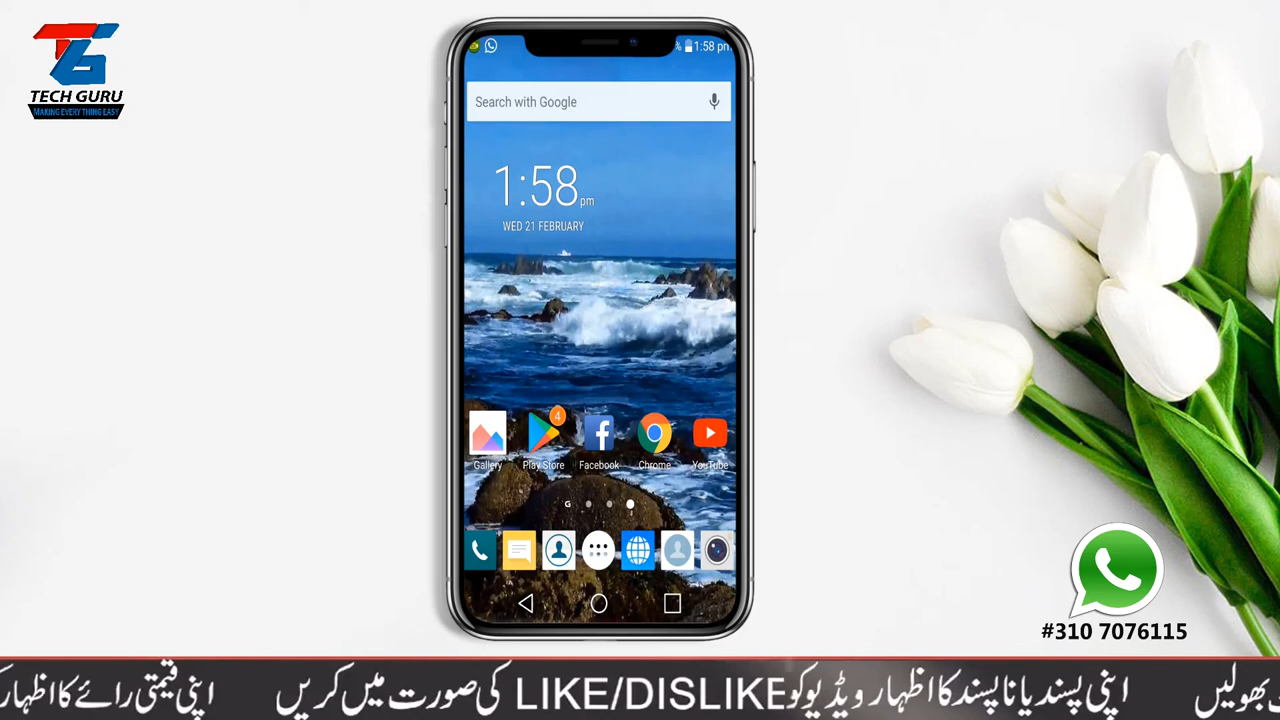 TECH GURU
MAKING EVERY THING EASY
% 1:58 pm
Search with Google
1:58 pm
WED 21 FEBRUARY
4
Gallery Play Store Facebook Chrome YouTube
G
#310 7076115
بھولیں اپنی پسند یا ناپسند کا اظہار ویڈیو کو LIKE/DISLIKE کی صورت میں کریں اپنی قیمتی رائے کا اظہار